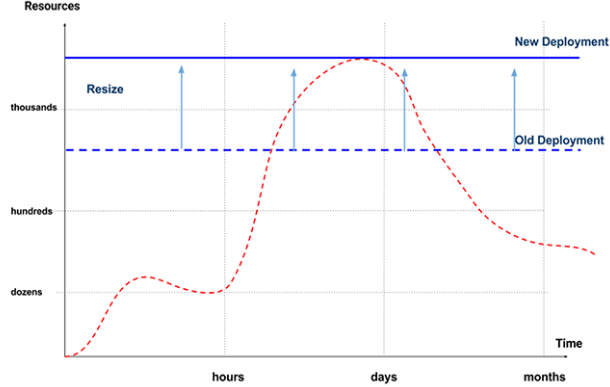 Resources
New Deployment
Resize
thousands
Old Deployment
hundreds
dozens
Time
hours
days
months